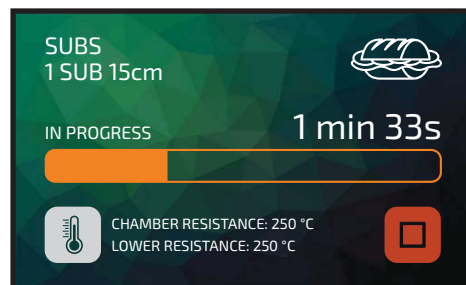 SUBS
1 SUB 15cm
IN PROGRESS
1 min 33s
CHAMBER RESISTANCE: 250 °C
LOWER RESISTANCE: 250 °C